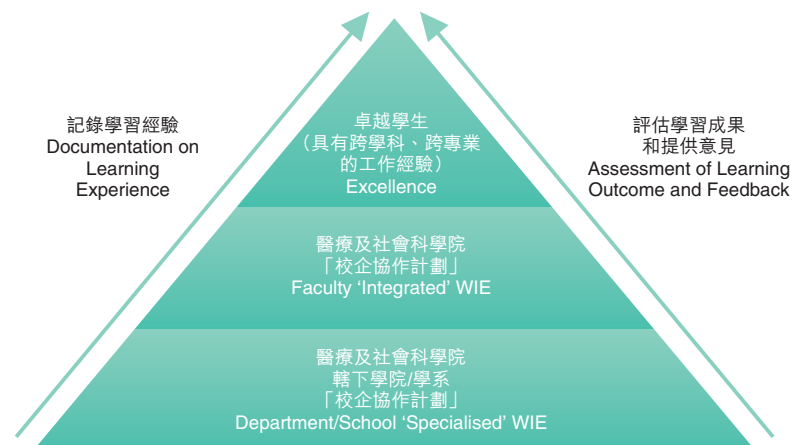 記錄學習經驗
Documentation on
Learning
Experience
卓越學生
（具有跨學科、跨專業
的工作經驗）
Excellence
評估學習成果
和提供意見
Assessment of Learning
Outcome and Feedback
醫療及社會科學院
「校企協作計劃」
Faculty ‘Integrated’ WIE
醫療及社會科學院
轄下學院/學系
「校企協作計劃」
Department/School ‘Specialised’ WIE